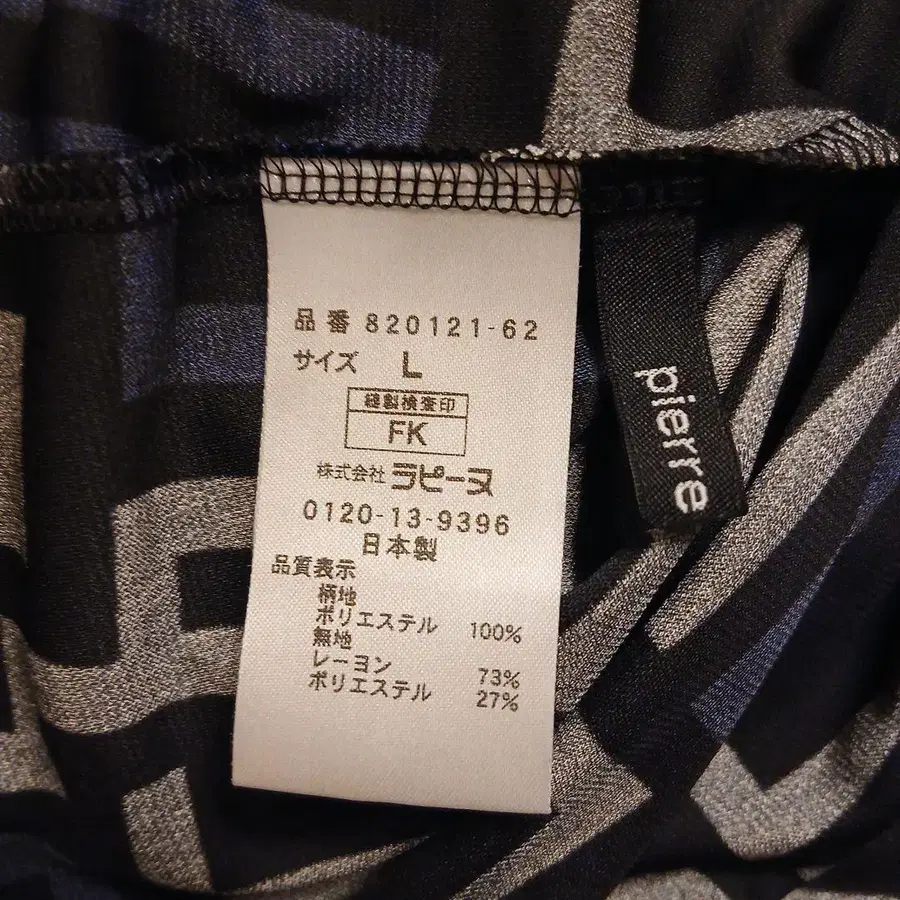 品番 820121-62
サイズ L
縫製検査印
FK
株式会社 ラピーヌ
0120-13-9396
日本製
品質表示
柄地
ポリエステル 100%
無地
レーヨン 73%
ポリエステル 27%
pierre